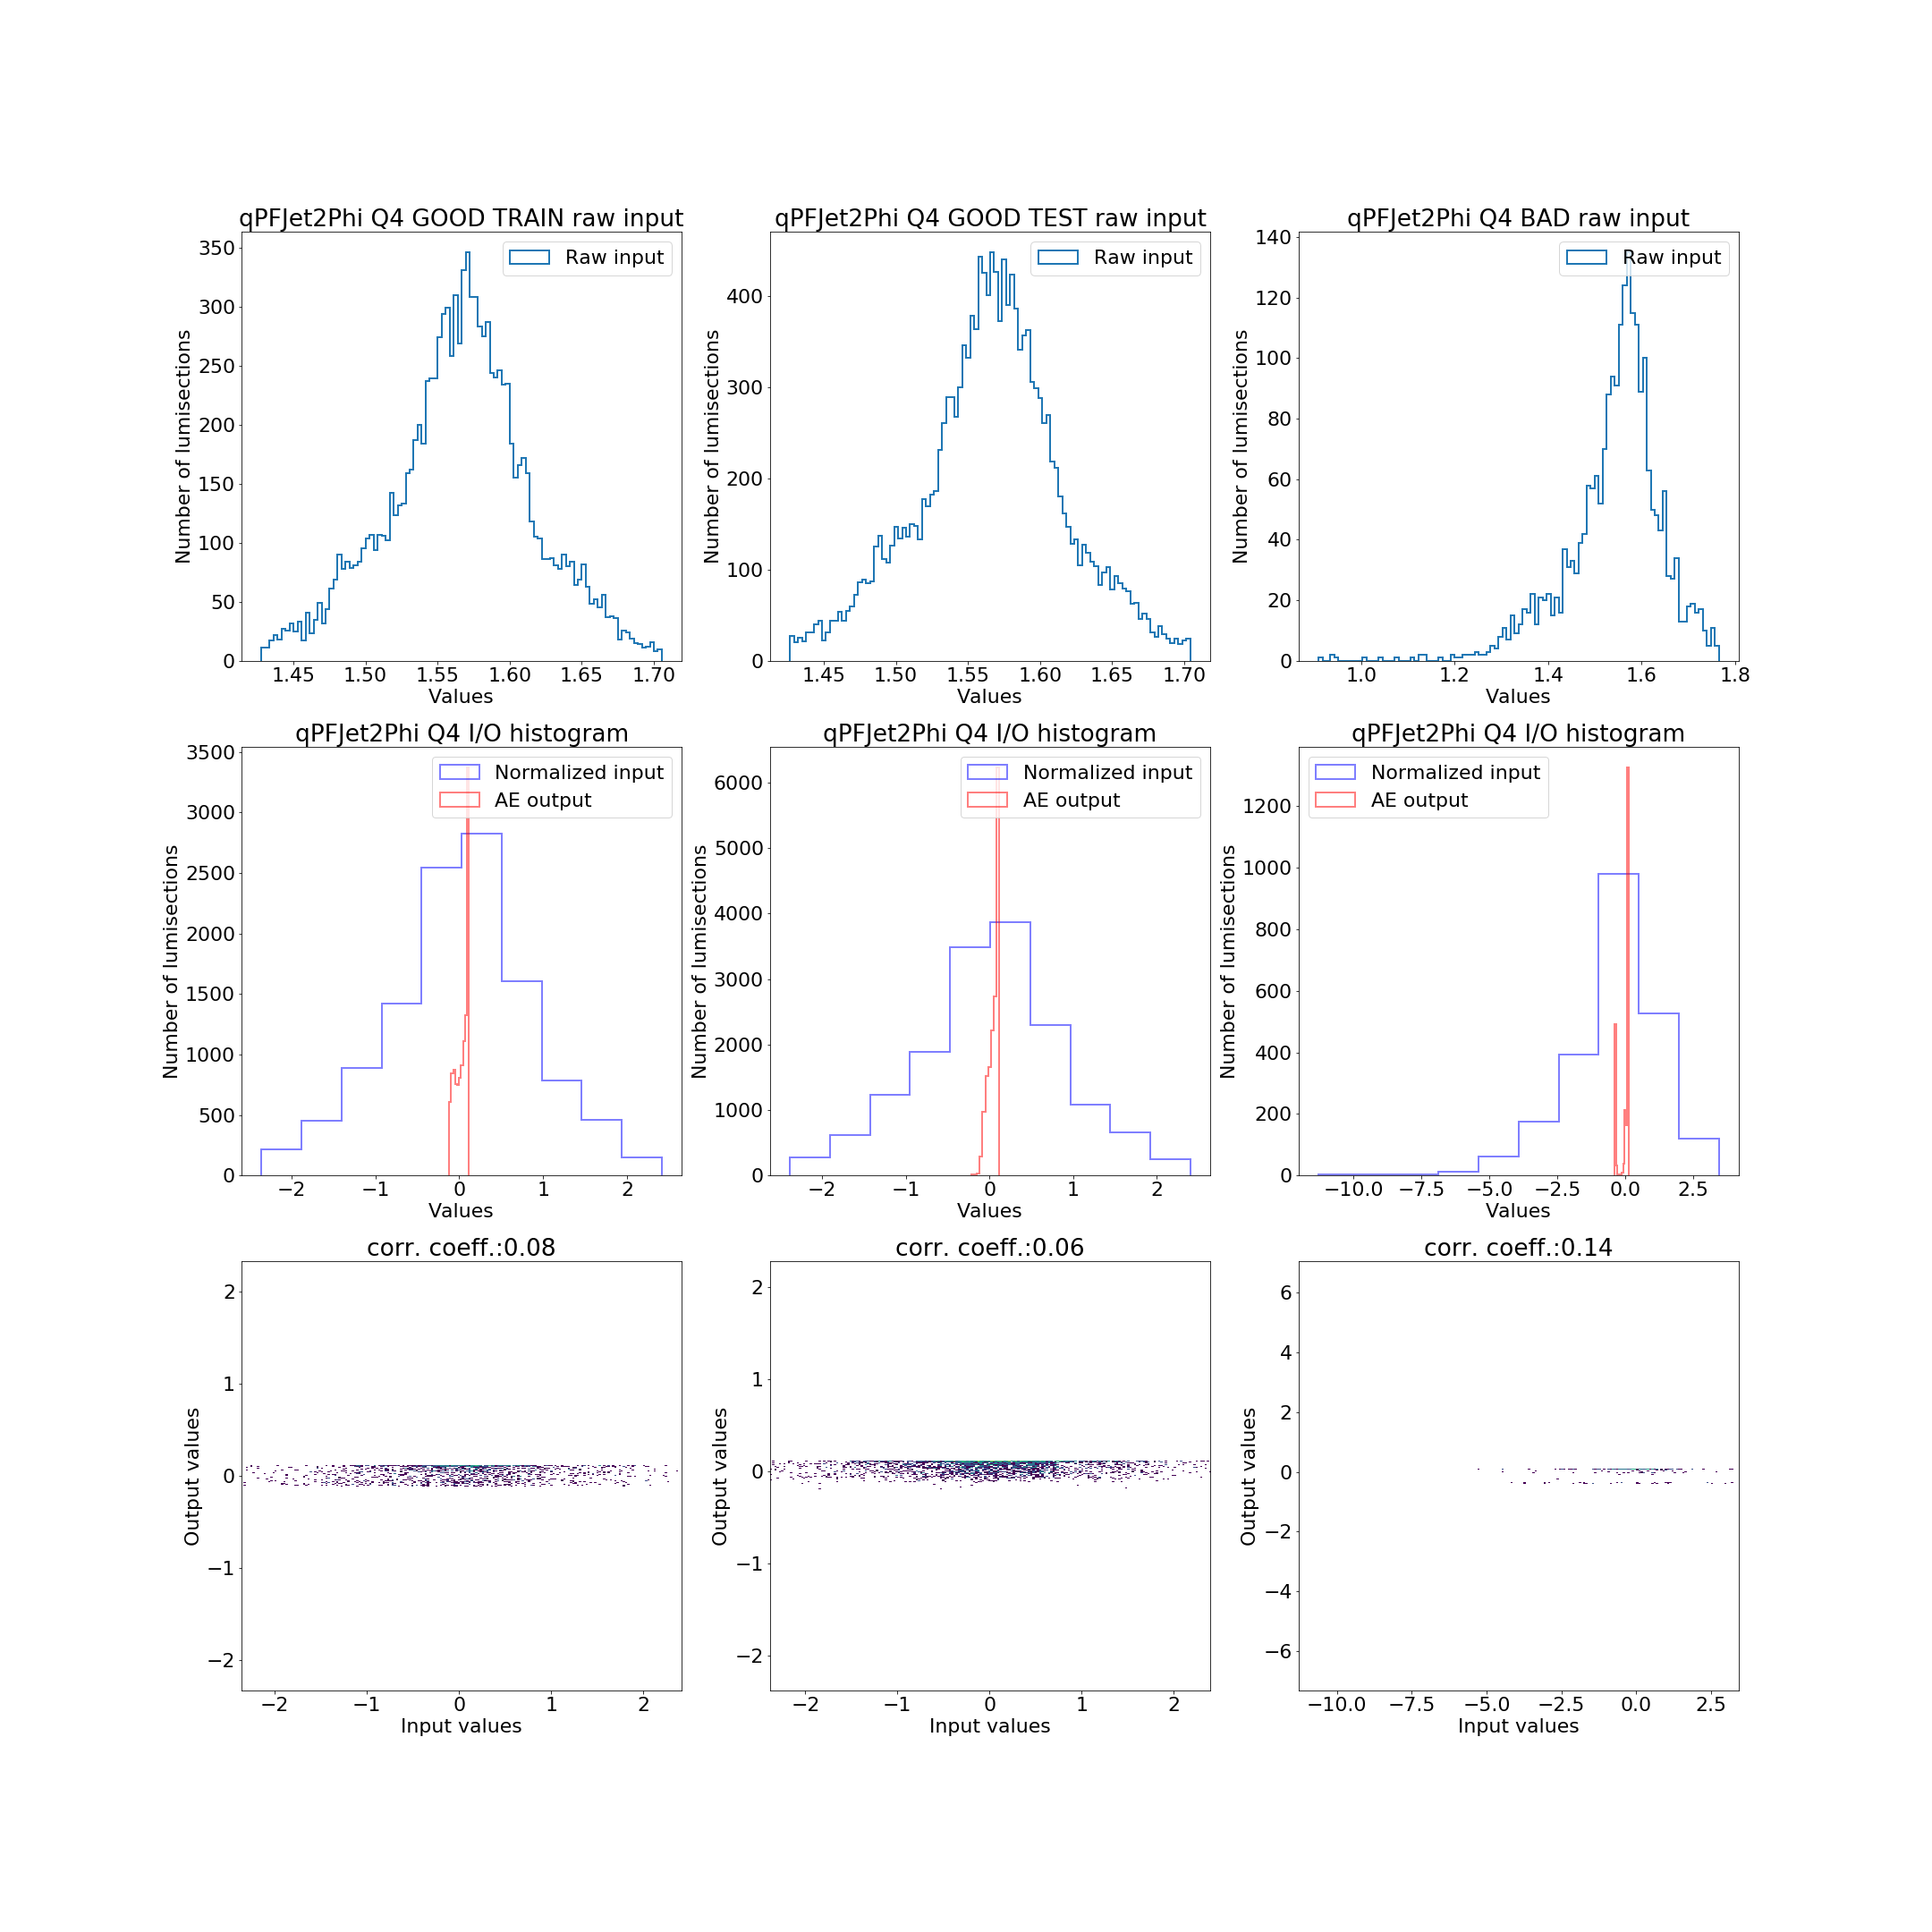 qPFJet2Phi Q4 GOOD TRAIN raw input
350
300
250
200
150
100
50
0
Number of lumisections
Raw input
1.45 1.50 1.55 1.60 1.65 1.70
Values
qPFJet2Phi Q4 GOOD TEST raw input
400
300
200
100
0
Number of lumisections
Raw input
1.45 1.50 1.55 1.60 1.65 1.70
Values
qPFJet2Phi Q4 BAD raw input
140
120
100
80
60
40
20
0
Number of lumisections
Raw input
1.0 1.2 1.4 1.6 1.8
Values
qPFJet2Phi Q4 I/O histogram
3500
3000
2500
2000
1500
1000
500
0
Number of lumisections
Normalized input
AE output
−2 −1 0 1 2
Values
qPFJet2Phi Q4 I/O histogram
6000
5000
4000
3000
2000
1000
0
Number of lumisections
Normalized input
AE output
−2 −1 0 1 2
Values
qPFJet2Phi Q4 I/O histogram
1200
1000
800
600
400
200
0
Number of lumisections
Normalized input
AE output
−10.0 −7.5 −5.0 −2.5 0.0 2.5
Values
corr. coeff.:0.08
2
1
0
−1
−2
Output values
−2 −1 0 1 2
Input values
corr. coeff.:0.06
2
1
0
−1
−2
Output values
−2 −1 0 1 2
Input values
corr. coeff.:0.14
6
4
2
0
−2
−4
−6
Output values
−10.0 −7.5 −5.0 −2.5 0.0 2.5
Input values